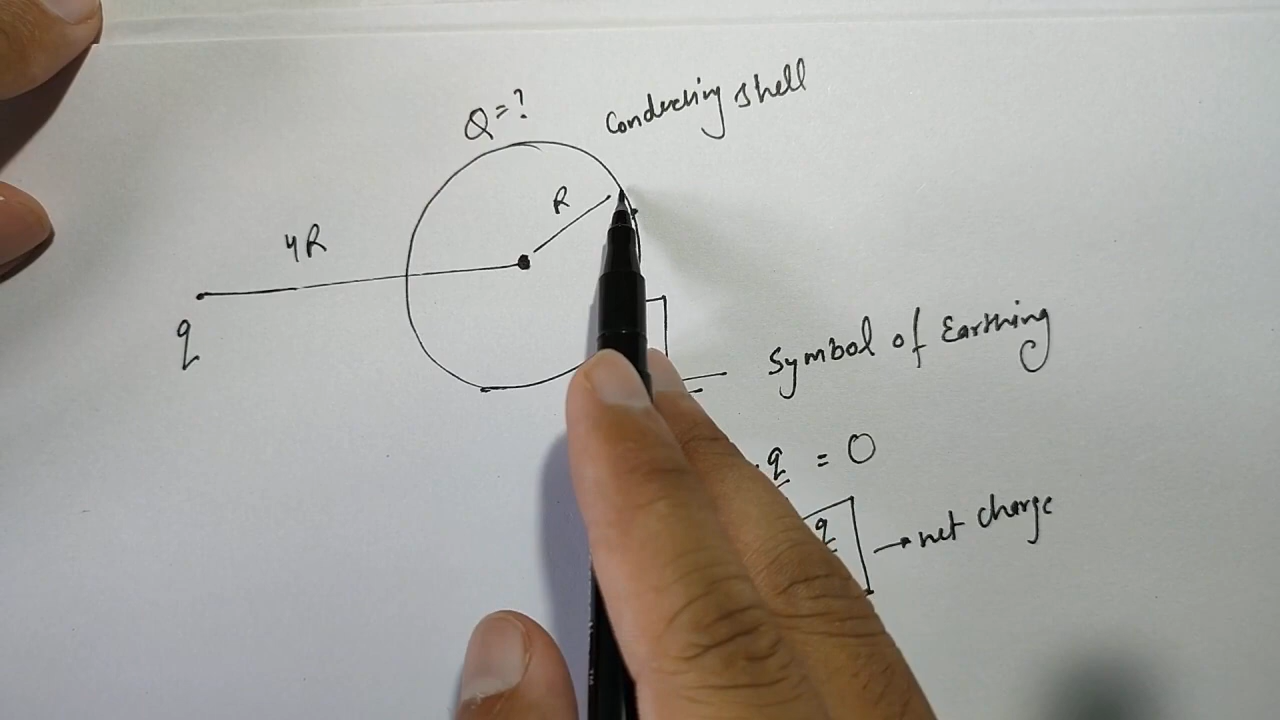 Q=?
Conducting shell
R
4R
q
Symbol of Earthing
q = 0
q → net charge